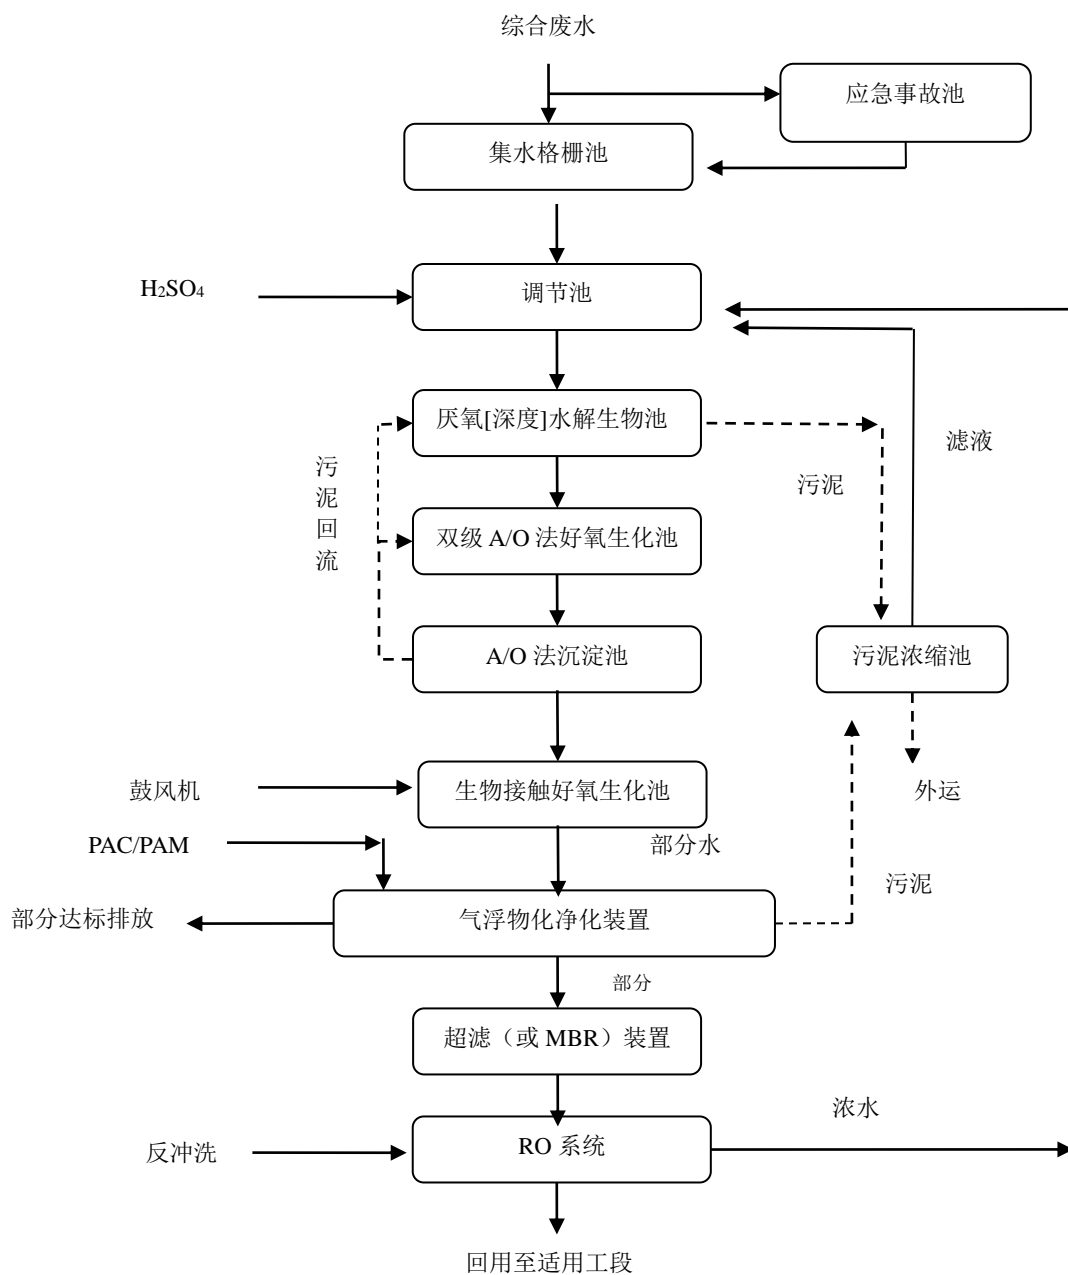 综合废水
应急事故池
集水格栅池
H₂SO₄
调节池
厌氧[深度]水解生物池
滤液
污泥回流
污泥
双级 A/O 法好氧生化池
A/O 法沉淀池
污泥浓缩池
鼓风机
生物接触好氧生化池
外运
PAC/PAM
部分水
污泥
部分达标排放
气浮物化净化装置
部分
超滤（或 MBR）装置
浓水
反冲洗
RO 系统
回用至适用工段